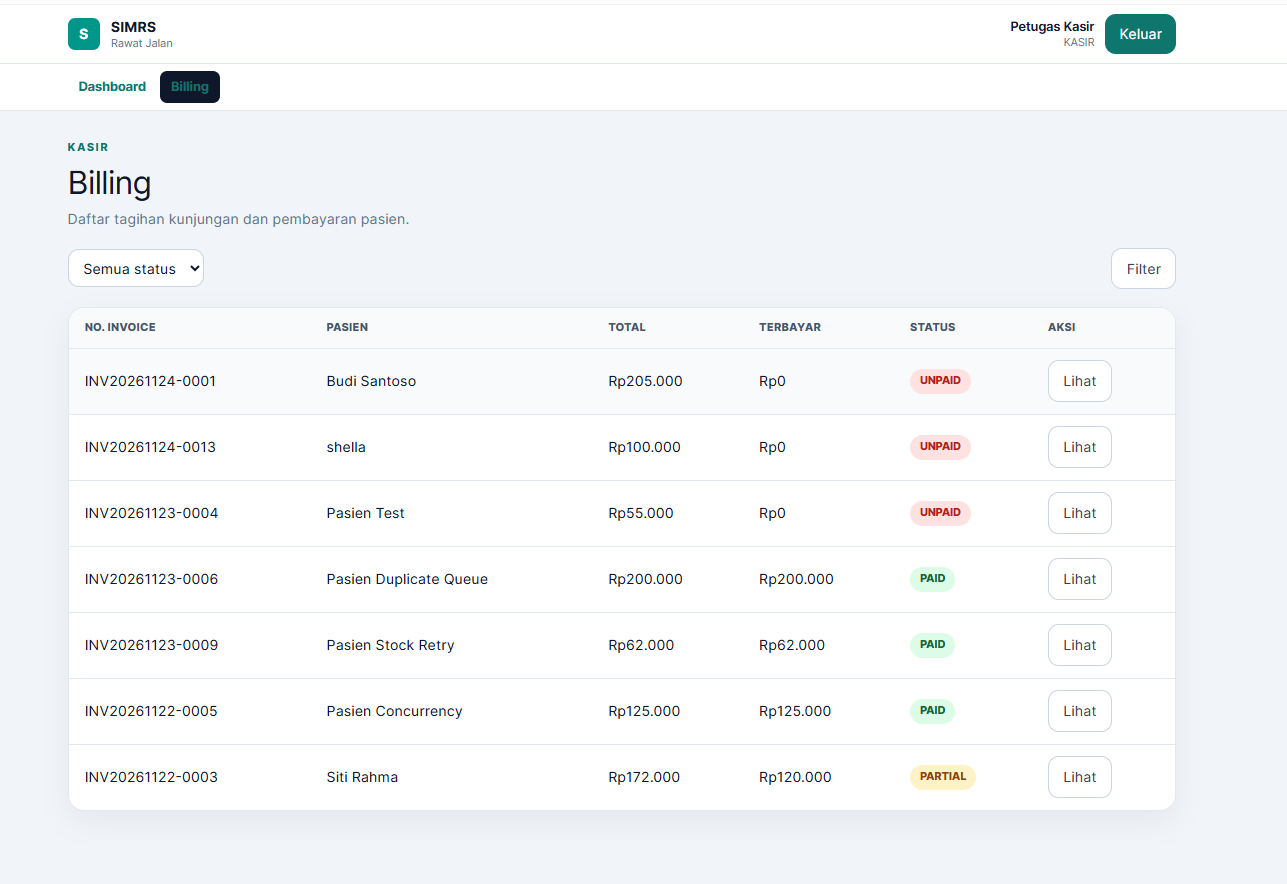 S
SIMRS
Rawat Jalan
Petugas Kasir
KASIR
Keluar
Dashboard
Billing
KASIR
Billing
Daftar tagihan kunjungan dan pembayaran pasien.
Semua status
Filter
NO. INVOICE PASIEN TOTAL TERBAYAR STATUS AKSI
INV20261124-0001 Budi Santoso Rp205.000 Rp0 UNPAID Lihat
INV20261124-0013 shella Rp100.000 Rp0 UNPAID Lihat
INV20261123-0004 Pasien Test Rp55.000 Rp0 UNPAID Lihat
INV20261123-0006 Pasien Duplicate Queue Rp200.000 Rp200.000 PAID Lihat
INV20261123-0009 Pasien Stock Retry Rp62.000 Rp62.000 PAID Lihat
INV20261122-0005 Pasien Concurrency Rp125.000 Rp125.000 PAID Lihat
INV20261122-0003 Siti Rahma Rp172.000 Rp120.000 PARTIAL Lihat